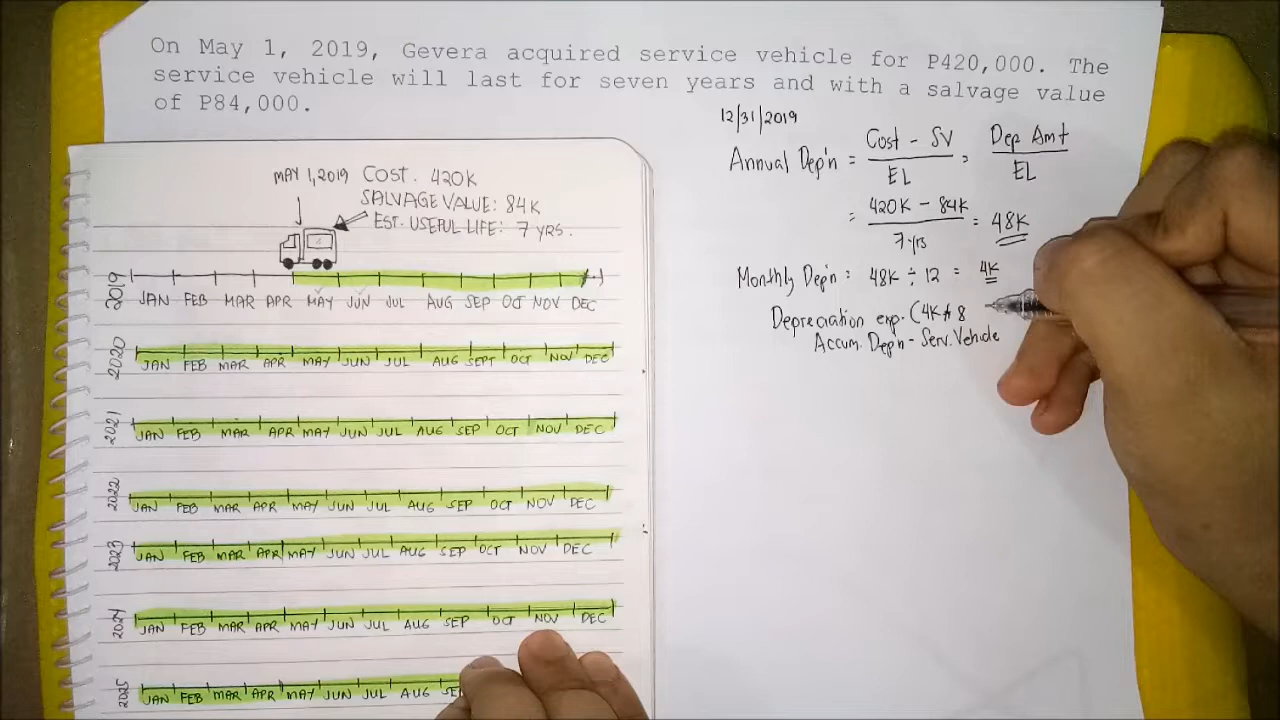 On May 1, 2019, Gevera acquired service vehicle for P420,000. The
service vehicle will last for seven years and with a salvage value
of P84,000.
MAY 1, 2019 COST. 420K
SALVAGE VALUE: 84K
EST. USEFUL LIFE: 7 YRS.
2019
JAN FEB MAR APR MAY JUN JUL AUG SEP OCT NOV DEC
2020
JAN FEB MAR APR MAY JUN JUL AUG SEPT OCT NOV DEC
2021
JAN FEB MAR APR MAY JUN JUL AUG SEP OCT NOV DEC
2022
JAN FEB MAR APR MAY JUN JUL AUG SEP OCT NOV DEC
2023
JAN FEB MAR APR MAY JUN JUL AUG SEP OCT NOV DEC
2024
JAN FEB MAR APR MAY JUN JUL AUG SEP OCT NOV DEC
2025
JAN FEB MAR APR MAY JUN JUL AUG
12/31/2019
Annual Dep'n = Cost - SV / EL = Dep Amt / EL
= 420K - 84K / 7 yrs = 48K
Monthly Dep'n = 48K ÷ 12 = 4K
Depreciation exp. (4K x 8
Accum. Dep'n - Serv. Vehicle